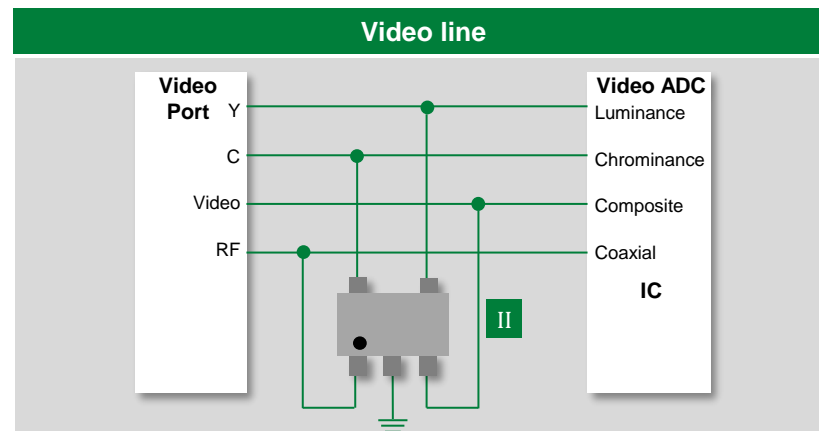 Video line
Video
Port
Y
C
Video
RF
Video ADC
Luminance
Chrominance
Composite
Coaxial
IC
II